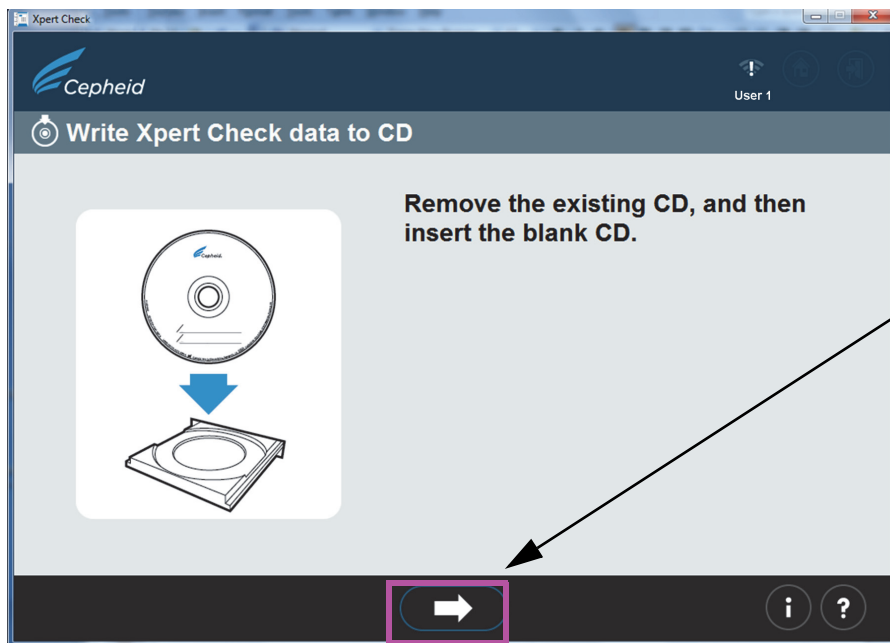 Xpert Check
Cepheid
User 1
Write Xpert Check data to CD
Remove the existing CD, and then
insert the blank CD.
Cepheid
i
?